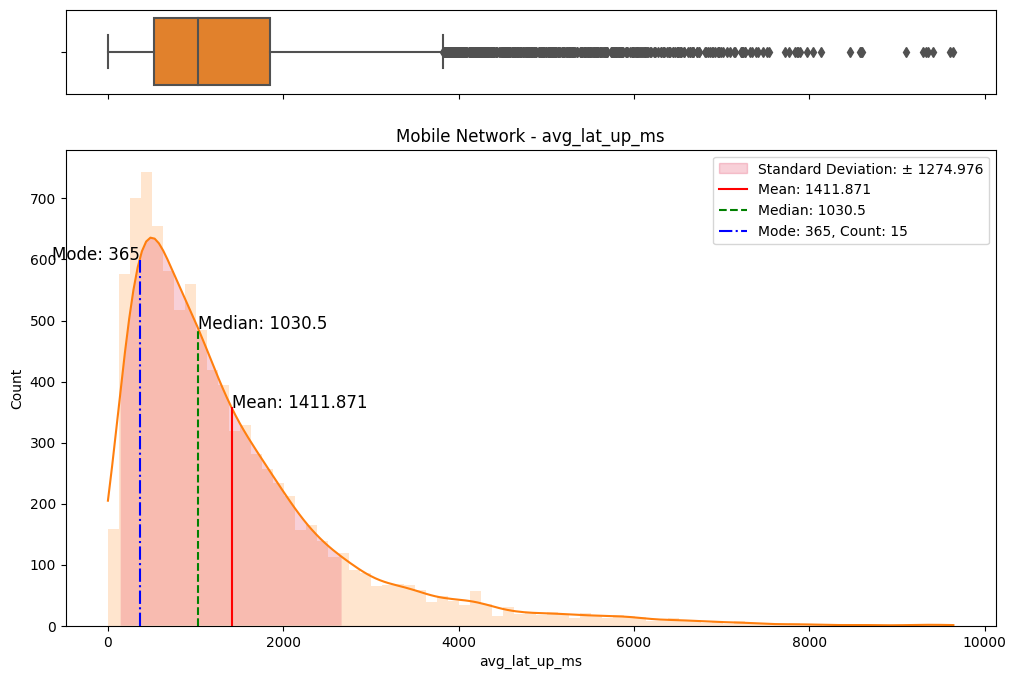 Mobile Network - avg_lat_up_ms
Standard Deviation: ± 1274.976
Mean: 1411.871
Median: 1030.5
Mode: 365, Count: 15
700
600
500
400
300
200
100
0
Count
Mode: 365
Median: 1030.5
Mean: 1411.871
0 2000 4000 6000 8000 10000
avg_lat_up_ms